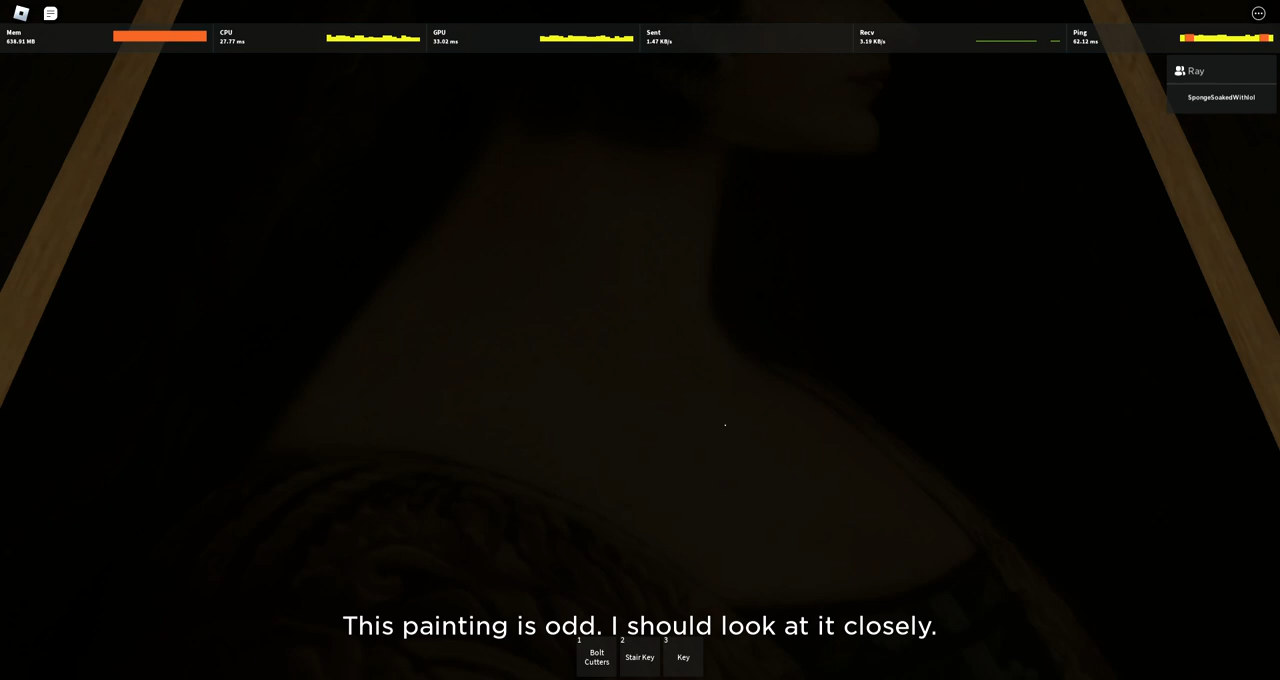 Mem
638.91 MB
CPU
27.77 ms
GPU
33.02 ms
Sent
1.47 KB/s
Recv
3.19 KB/s
Ping
62.12 ms
Ray
SpongeSoakedWithlol
This painting is odd. I should look at it closely.
1
Bolt
Cutters
2
Stair Key
3
Key